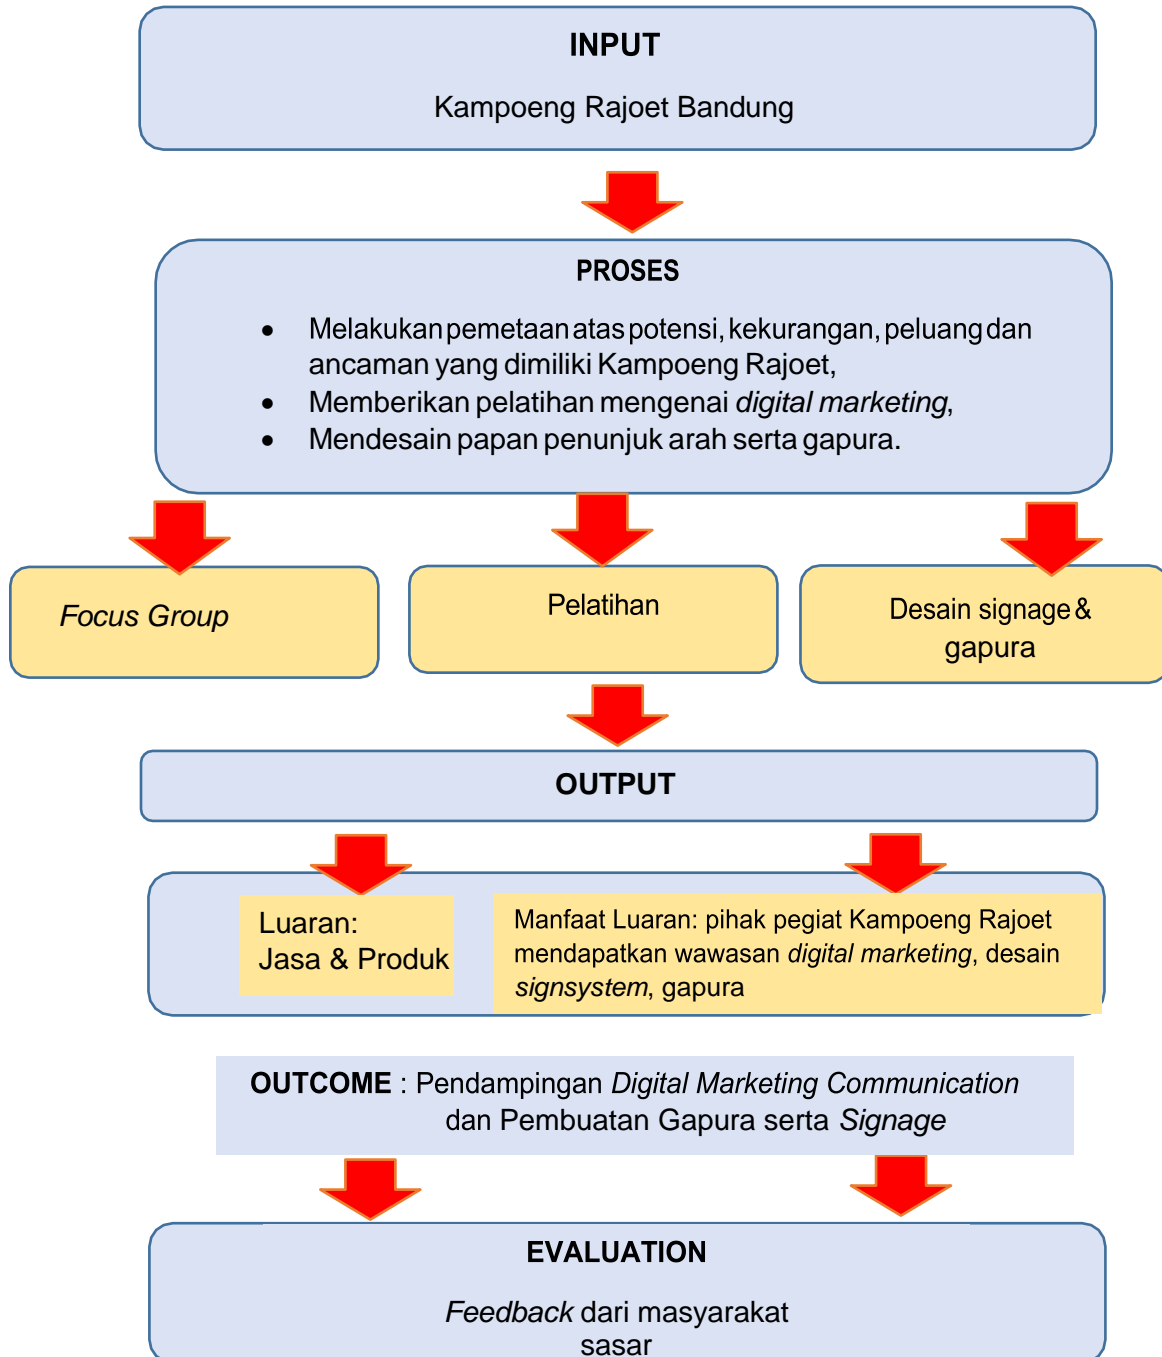 INPUT
Kampoeng Rajoet Bandung
PROSES
• Melakukan pemetaan atas potensi, kekurangan, peluang dan
ancaman yang dimiliki Kampoeng Rajoet,
• Memberikan pelatihan mengenai digital marketing,
• Mendesain papan penunjuk arah serta gapura.
Focus Group
Pelatihan
Desain signage &
gapura
OUTPUT
Luaran:
Jasa & Produk
Manfaat Luaran: pihak pegiat Kampoeng Rajoet
mendapatkan wawasan digital marketing, desain
signsystem, gapura
OUTCOME : Pendampingan Digital Marketing Communication
dan Pembuatan Gapura serta Signage
EVALUATION
Feedback dari masyarakat
sasar